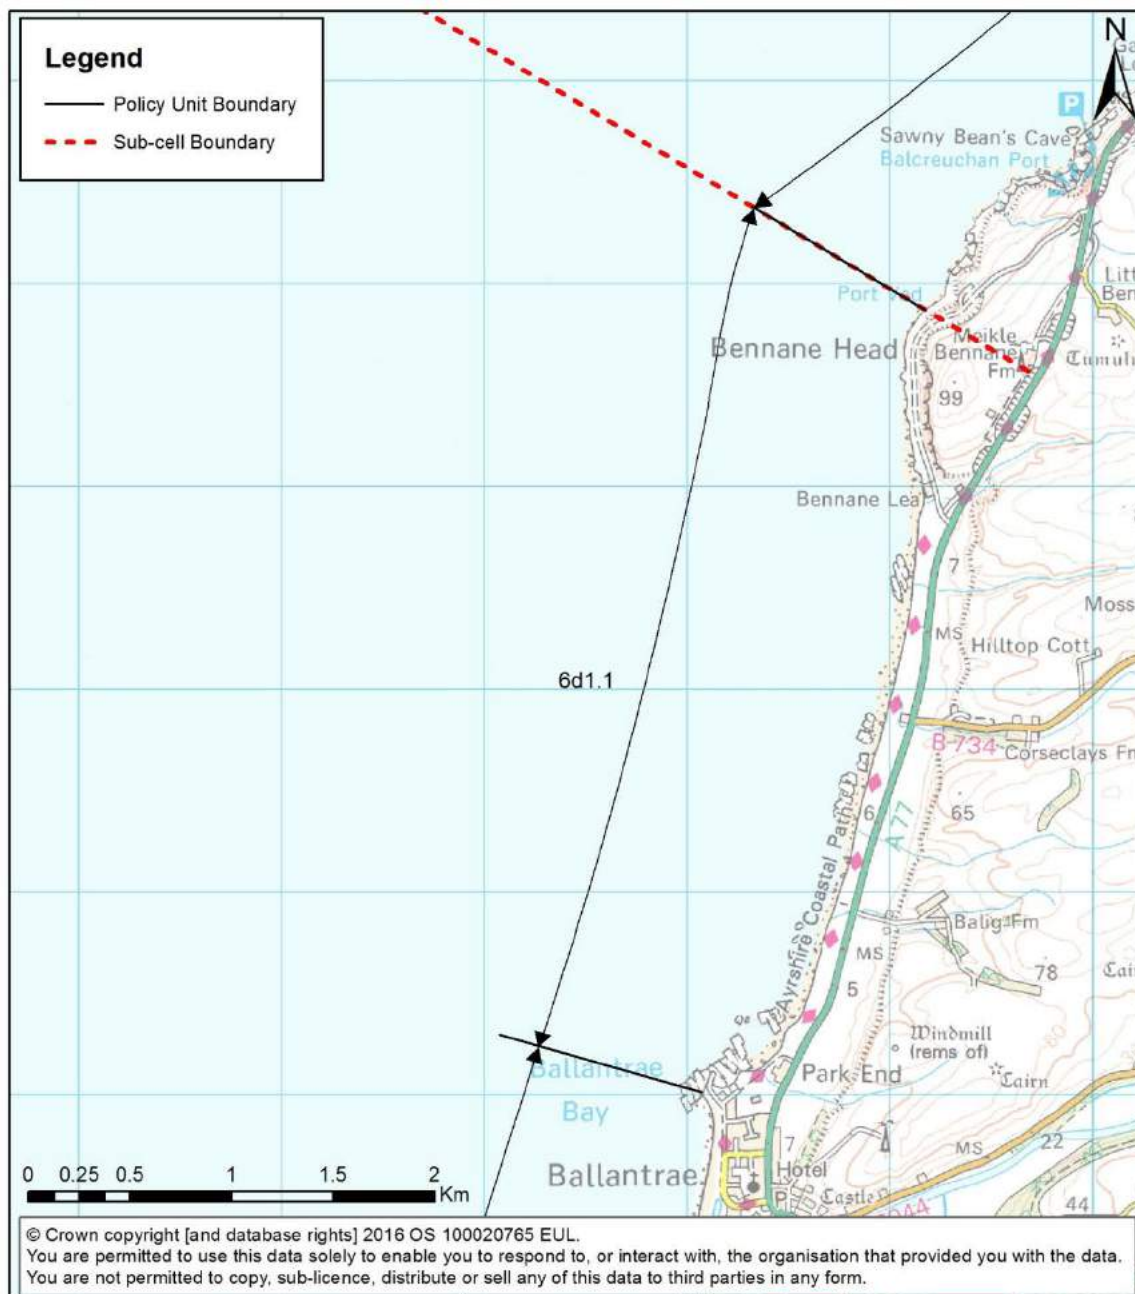 Legend
Policy Unit Boundary
Sub-cell Boundary
N
Sawny Bean's Cave
P
Balcreuchan Port
Port Vad
Bennane Head
Meikle
Bennane
Fm
Tumuli
99
Bennane Lea
7
Moss
MS
Hilltop Cott
6d1.1
B 734
Corseclays Fm
6
65
A 77
Ayrshire Coastal Path
Balig Fm
MS
78
5
Windmill
(rems of)
60
Cairn
Ballantrae
Bay
Park End
7
MS
22
Ballantrae
Hotel
P
Castle
44
0 0.25 0.5 1 1.5 2
Km
© Crown copyright [and database rights] 2016 OS 100020765 EUL.
You are permitted to use this data solely to enable you to respond to, or interact with, the organisation that provided you with the data.
You are not permitted to copy, sub-licence, distribute or sell any of this data to third parties in any form.